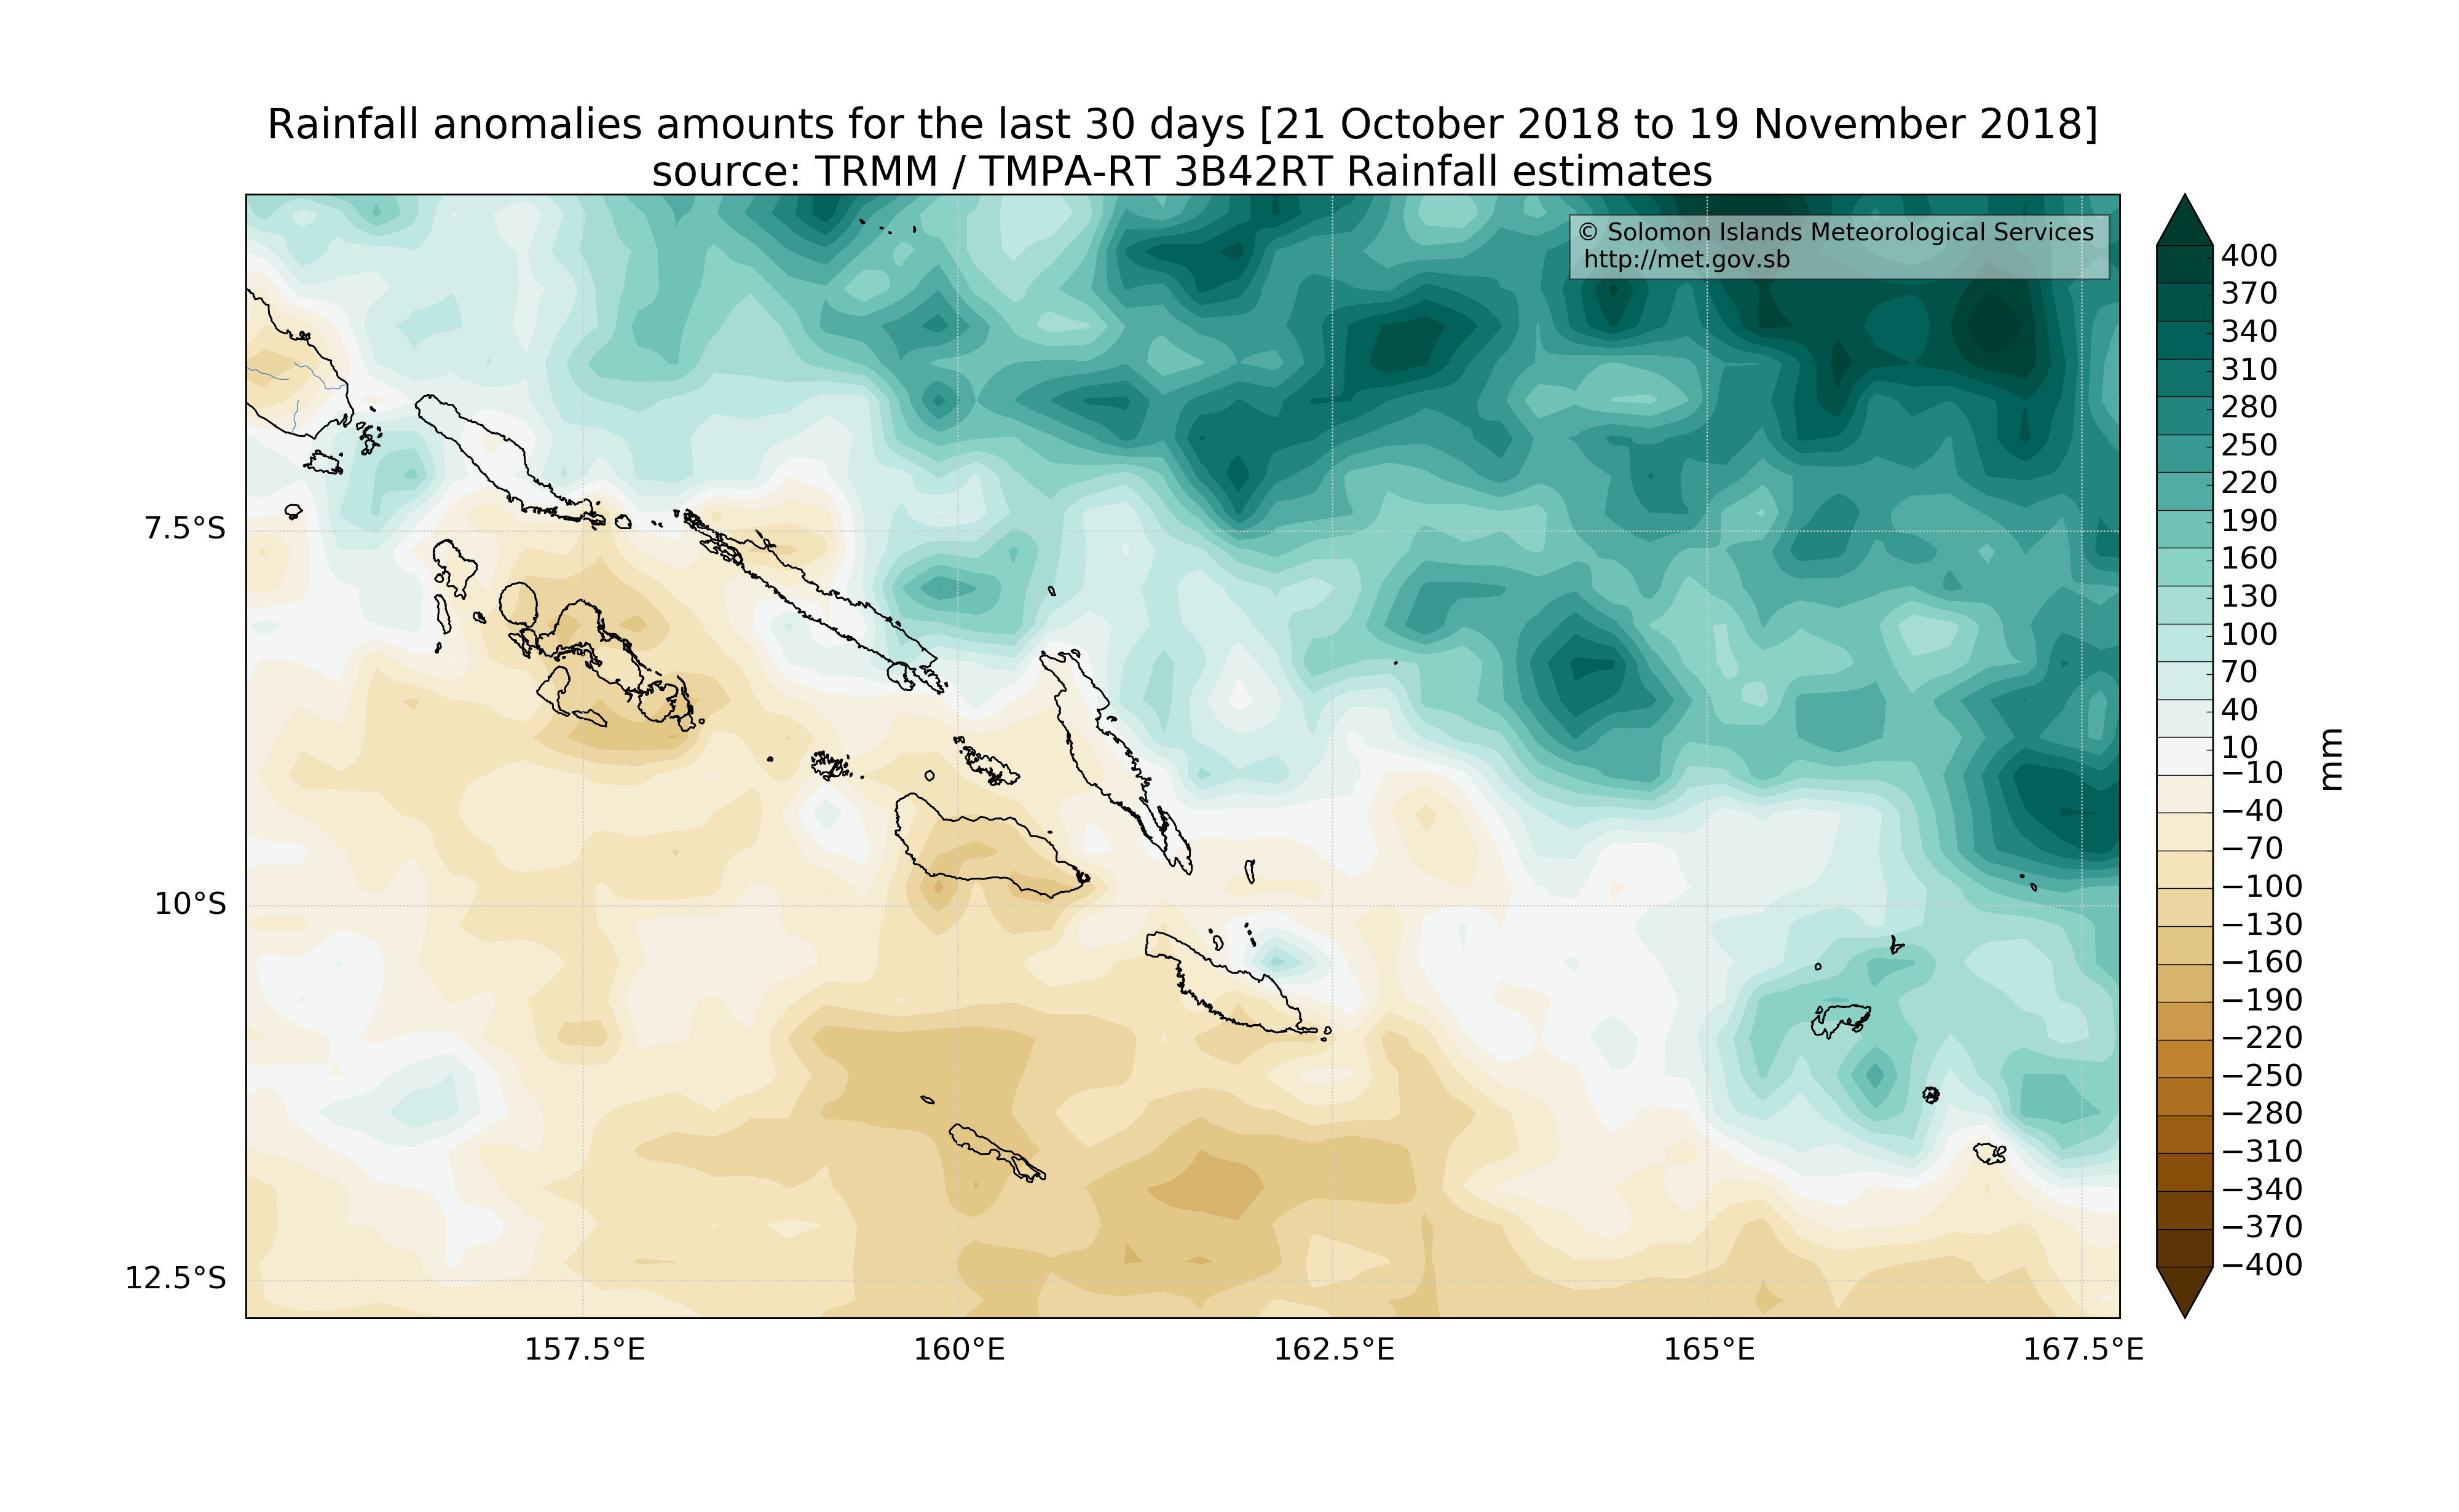 Rainfall anomalies amounts for the last 30 days [21 October 2018 to 19 November 2018]
source: TRMM / TMPA-RT 3B42RT Rainfall estimates
© Solomon Islands Meteorological Services
http://met.gov.sb
7.5°S
10°S
12.5°S
157.5°E
160°E
162.5°E
165°E
167.5°E
400
370
340
310
280
250
220
190
160
130
100
70
40
10
−10
−40
−70
−100
−130
−160
−190
−220
−250
−280
−310
−340
−370
−400
mm